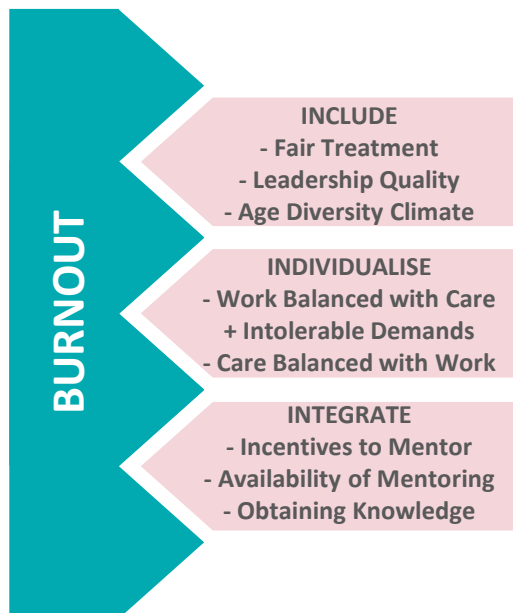 BURNOUT
INCLUDE
- Fair Treatment
- Leadership Quality
- Age Diversity Climate
INDIVIDUALISE
- Work Balanced with Care
+ Intolerable Demands
- Care Balanced with Work
INTEGRATE
- Incentives to Mentor
- Availability of Mentoring
- Obtaining Knowledge